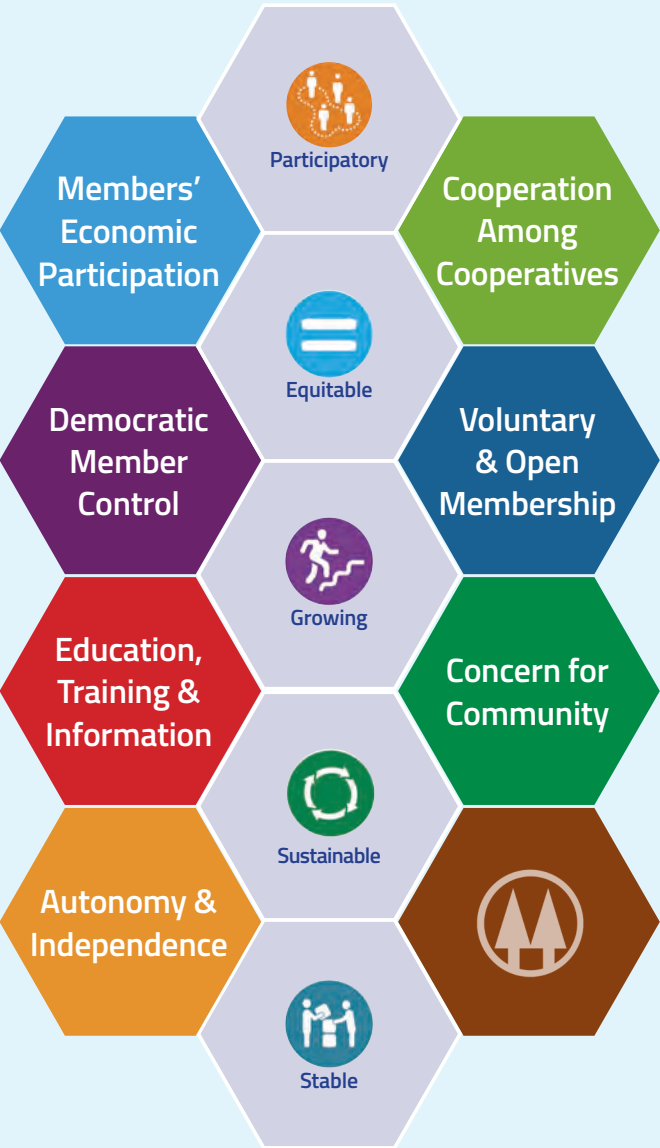 Participatory
Members’
Economic
Participation
Cooperation
Among
Cooperatives
Equitable
Democratic
Member
Control
Voluntary
& Open
Membership
Growing
Education,
Training &
Information
Concern for
Community
Sustainable
Autonomy &
Independence
Stable